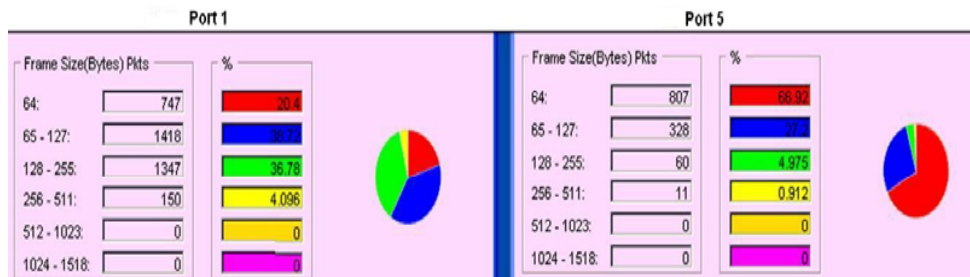 Port 1
Frame Size(Bytes) Pkts %
64: 747 20.4
65 - 127: 1418 38.72
128 - 255: 1347 36.78
256 - 511: 150 4.096
512 - 1023: 0 0
1024 - 1518: 0 0
Port 5
Frame Size(Bytes) Pkts %
64: 807 66.92
65 - 127: 328 27.2
128 - 255: 60 4.975
256 - 511: 11 0.912
512 - 1023: 0 0
1024 - 1518: 0 0